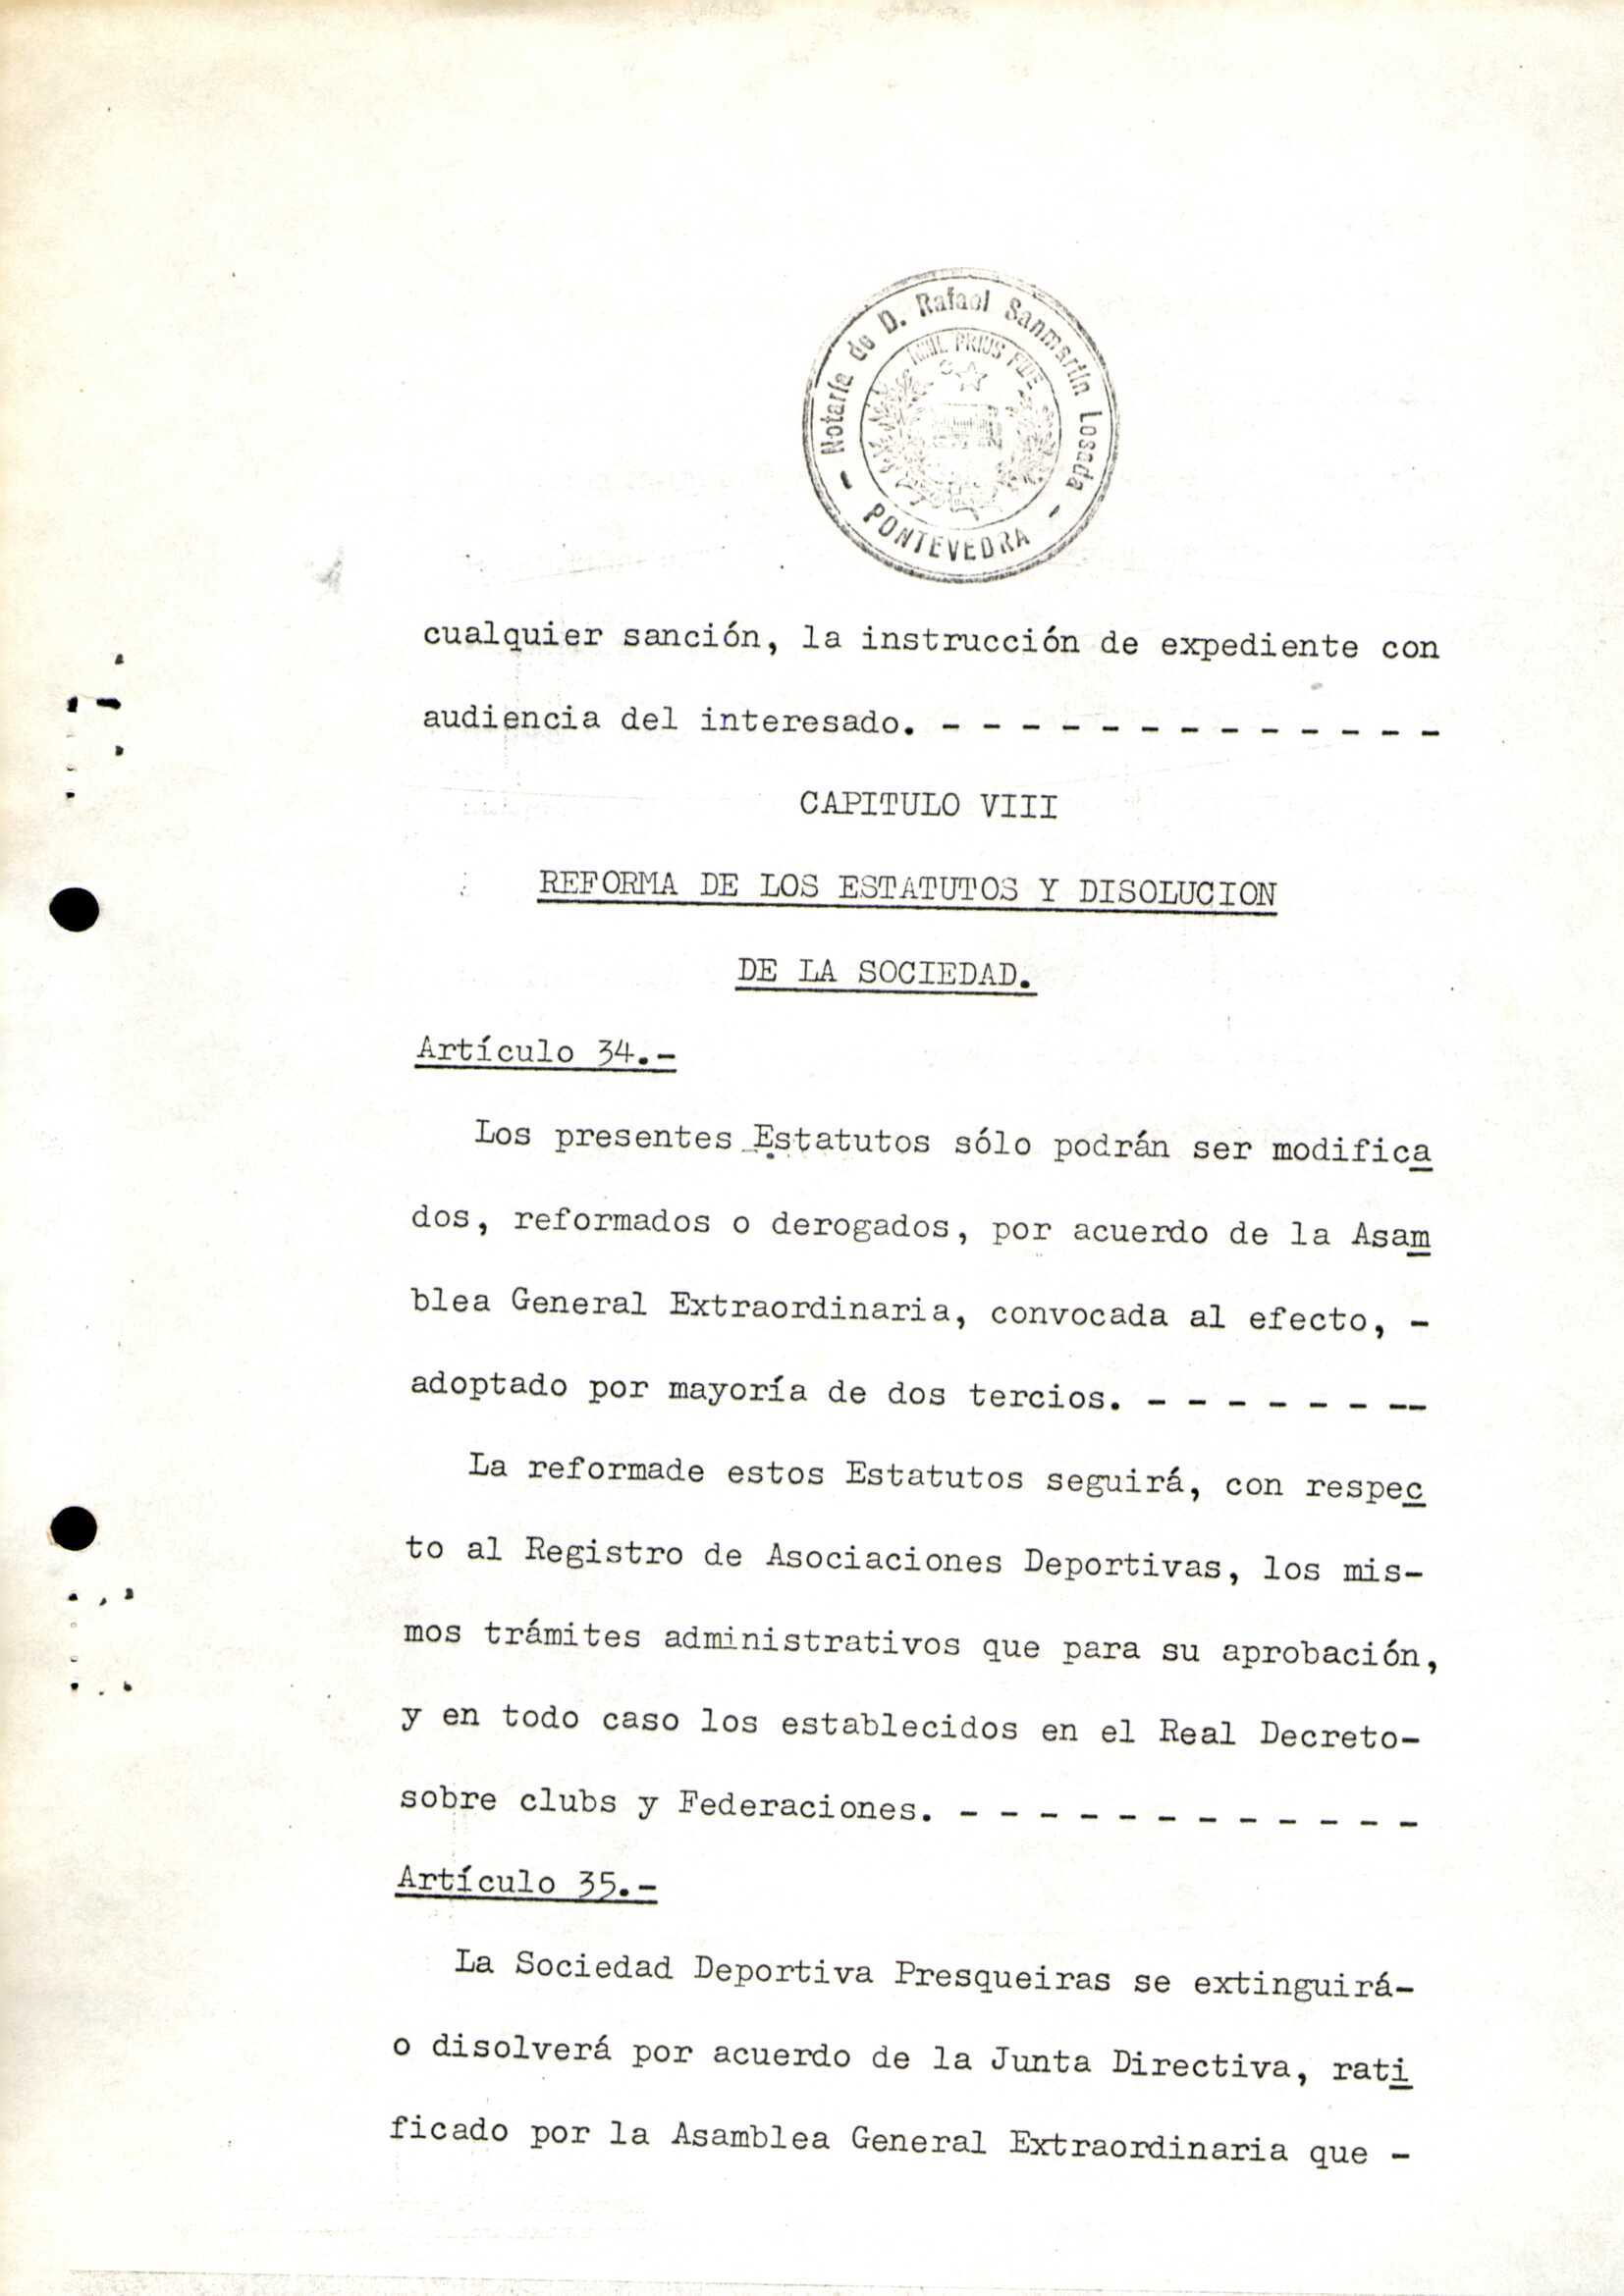 - Notaría de D. Rafael Sanmartín Losada -
NIHIL PRIUS FIDE
PONTEVEDRA
cualquier sanción, la instrucción de expediente con
audiencia del interesado. - - - - - - - - - - - - -
CAPITULO VIII
REFORMA DE LOS ESTATUTOS Y DISOLUCION
DE LA SOCIEDAD.
Artículo 34.-
Los presentes Estatutos sólo podrán ser modifica
dos, reformados o derogados, por acuerdo de la Asam
blea General Extraordinaria, convocada al efecto, -
adoptado por mayoría de dos tercios. - - - - - - --
La reformade estos Estatutos seguirá, con respec
to al Registro de Asociaciones Deportivas, los mis-
mos trámites administrativos que para su aprobación,
y en todo caso los establecidos en el Real Decreto-
sobre clubs y Federaciones. - - - - - - - - - - - -
Artículo 35.-
La Sociedad Deportiva Presqueiras se extinguirá-
o disolverá por acuerdo de la Junta Directiva, rati
ficado por la Asamblea General Extraordinaria que -